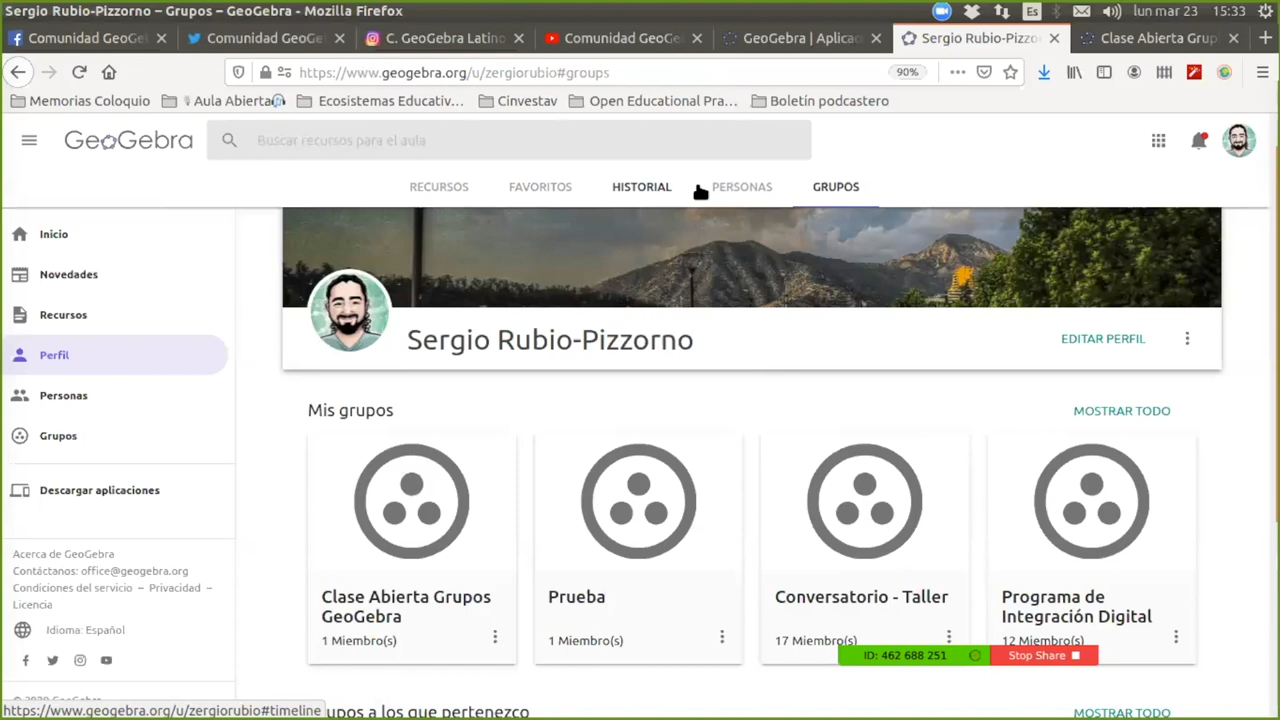 Sergio Rubio-Pizzorno – Grupos – GeoGebra - Mozilla Firefox
Es
lun mar 23
15:33
Comunidad GeoGe
Comunidad GeoGe
C. GeoGebra Latino
Comunidad GeoGe
GeoGebra | Aplicac
Sergio Rubio-Pizzo
Clase Abierta Grup
https://www.geogebra.org/u/zergiorubio#groups
90%
Memorias Coloquio
Aula Abierta
Ecosistemas Educativ...
Cinvestav
Open Educational Pra...
Boletín podcastero
GeoGebra
Buscar recursos para el aula
RECURSOS
FAVORITOS
HISTORIAL
PERSONAS
GRUPOS
Inicio
Novedades
Recursos
Perfil
Personas
Grupos
Descargar aplicaciones
Acerca de GeoGebra
Contáctanos: office@geogebra.org
Condiciones del servicio – Privacidad –
Licencia
Idioma: Español
Sergio Rubio-Pizzorno
EDITAR PERFIL
Mis grupos
MOSTRAR TODO
Clase Abierta Grupos
GeoGebra
1 Miembro(s)
Prueba
1 Miembro(s)
Conversatorio - Taller
17 Miembro(s)
Programa de
Integración Digital
12 Miembro(s)
ID: 462 688 251
Stop Share
https://www.geogebra.org/u/zergiorubio#timeline
upos a los que pertenezco
MOSTRAR TODO